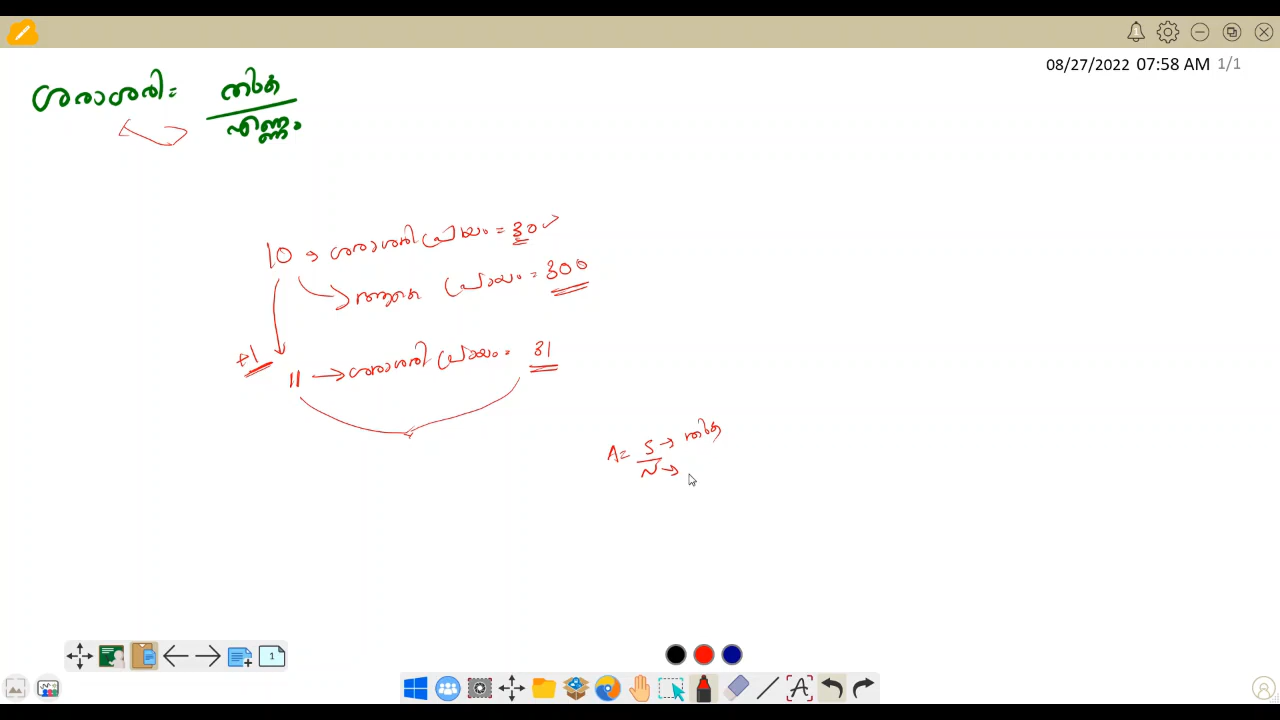 08/27/2022 07:58 AM 1/1
ശരാശരി = തുക
എണ്ണം
10 → ശരാശരി പ്രായം = 30 ✓
→ ആകെ പ്രായം = 300
+1
11 → ശരാശരി പ്രായം = 31
A = S → തുക
N →
1